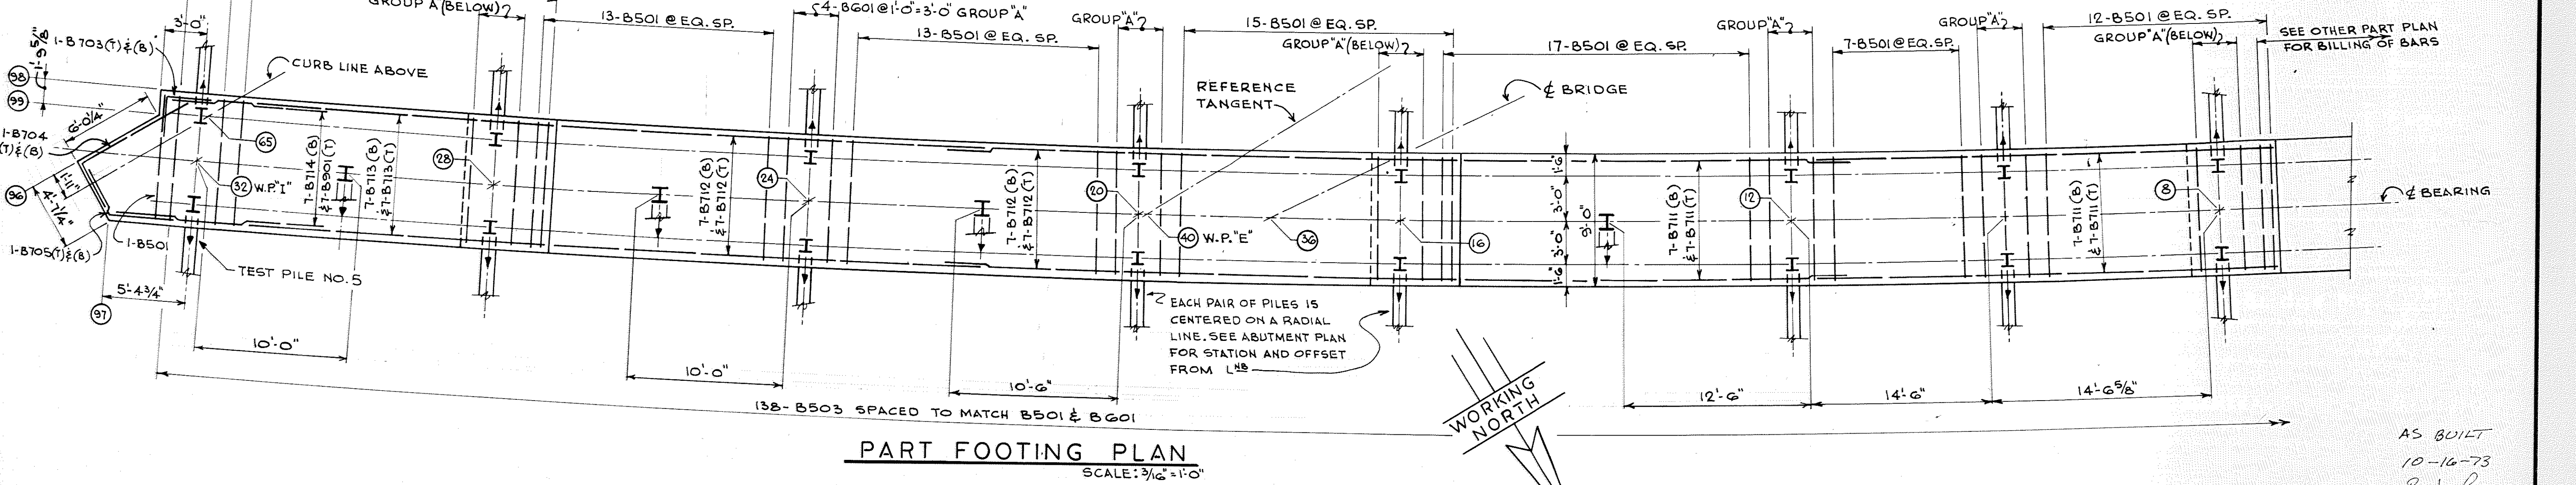 GROUP "A" (BELOW)
13-B501 @ EQ. SP.
4-B601 @ 1'-0" = 3'-0" GROUP "A"
13-B501 @ EQ. SP.
GROUP "A"
15-B501 @ EQ. SP.
GROUP "A" (BELOW)
17-B501 @ EQ. SP.
GROUP "A"
7-B501 @ EQ. SP.
GROUP "A"
12-B501 @ EQ. SP.
GROUP "A" (BELOW)
SEE OTHER PART PLAN
FOR BILLING OF BARS
3'-0"
1'-9 5/8"
1-B703(T)&(B)
CURB LINE ABOVE
98
99
6'-0 1/4"
1-B704
(T)&(B)
65
96
1'-11"
4'-7 1/4"
1-B705(T)&(B)
1-B501
32 W.P."I"
97
5'-4 3/4"
TEST PILE NO. 5
7-B714 (B)
& 7-B901 (T)
7-B713 (B)
& 7-B713 (T)
28
7-B712 (B)
& 7-B712 (T)
24
7-B712 (B)
& 7-B712 (T)
20
40 W.P."E"
REFERENCE
TANGENT
36
℄ BRIDGE
16
1'-6"
3'-0"
3'-0"
1'-6"
9'-0"
7-B711 (B)
& 7-B711 (T)
12
7-B711 (B)
& 7-B711 (T)
8
℄ BEARING
EACH PAIR OF PILES IS
CENTERED ON A RADIAL
LINE. SEE ABUTMENT PLAN
FOR STATION AND OFFSET
FROM L NB
10'-0"
10'-0"
10'-6"
12'-6"
14'-6"
14'-6 5/8"
138-B503 SPACED TO MATCH B501 & B601
WORKING
NORTH
PART FOOTING PLAN
SCALE: 3/16" = 1'-0"
AS BUILT
10-16-73